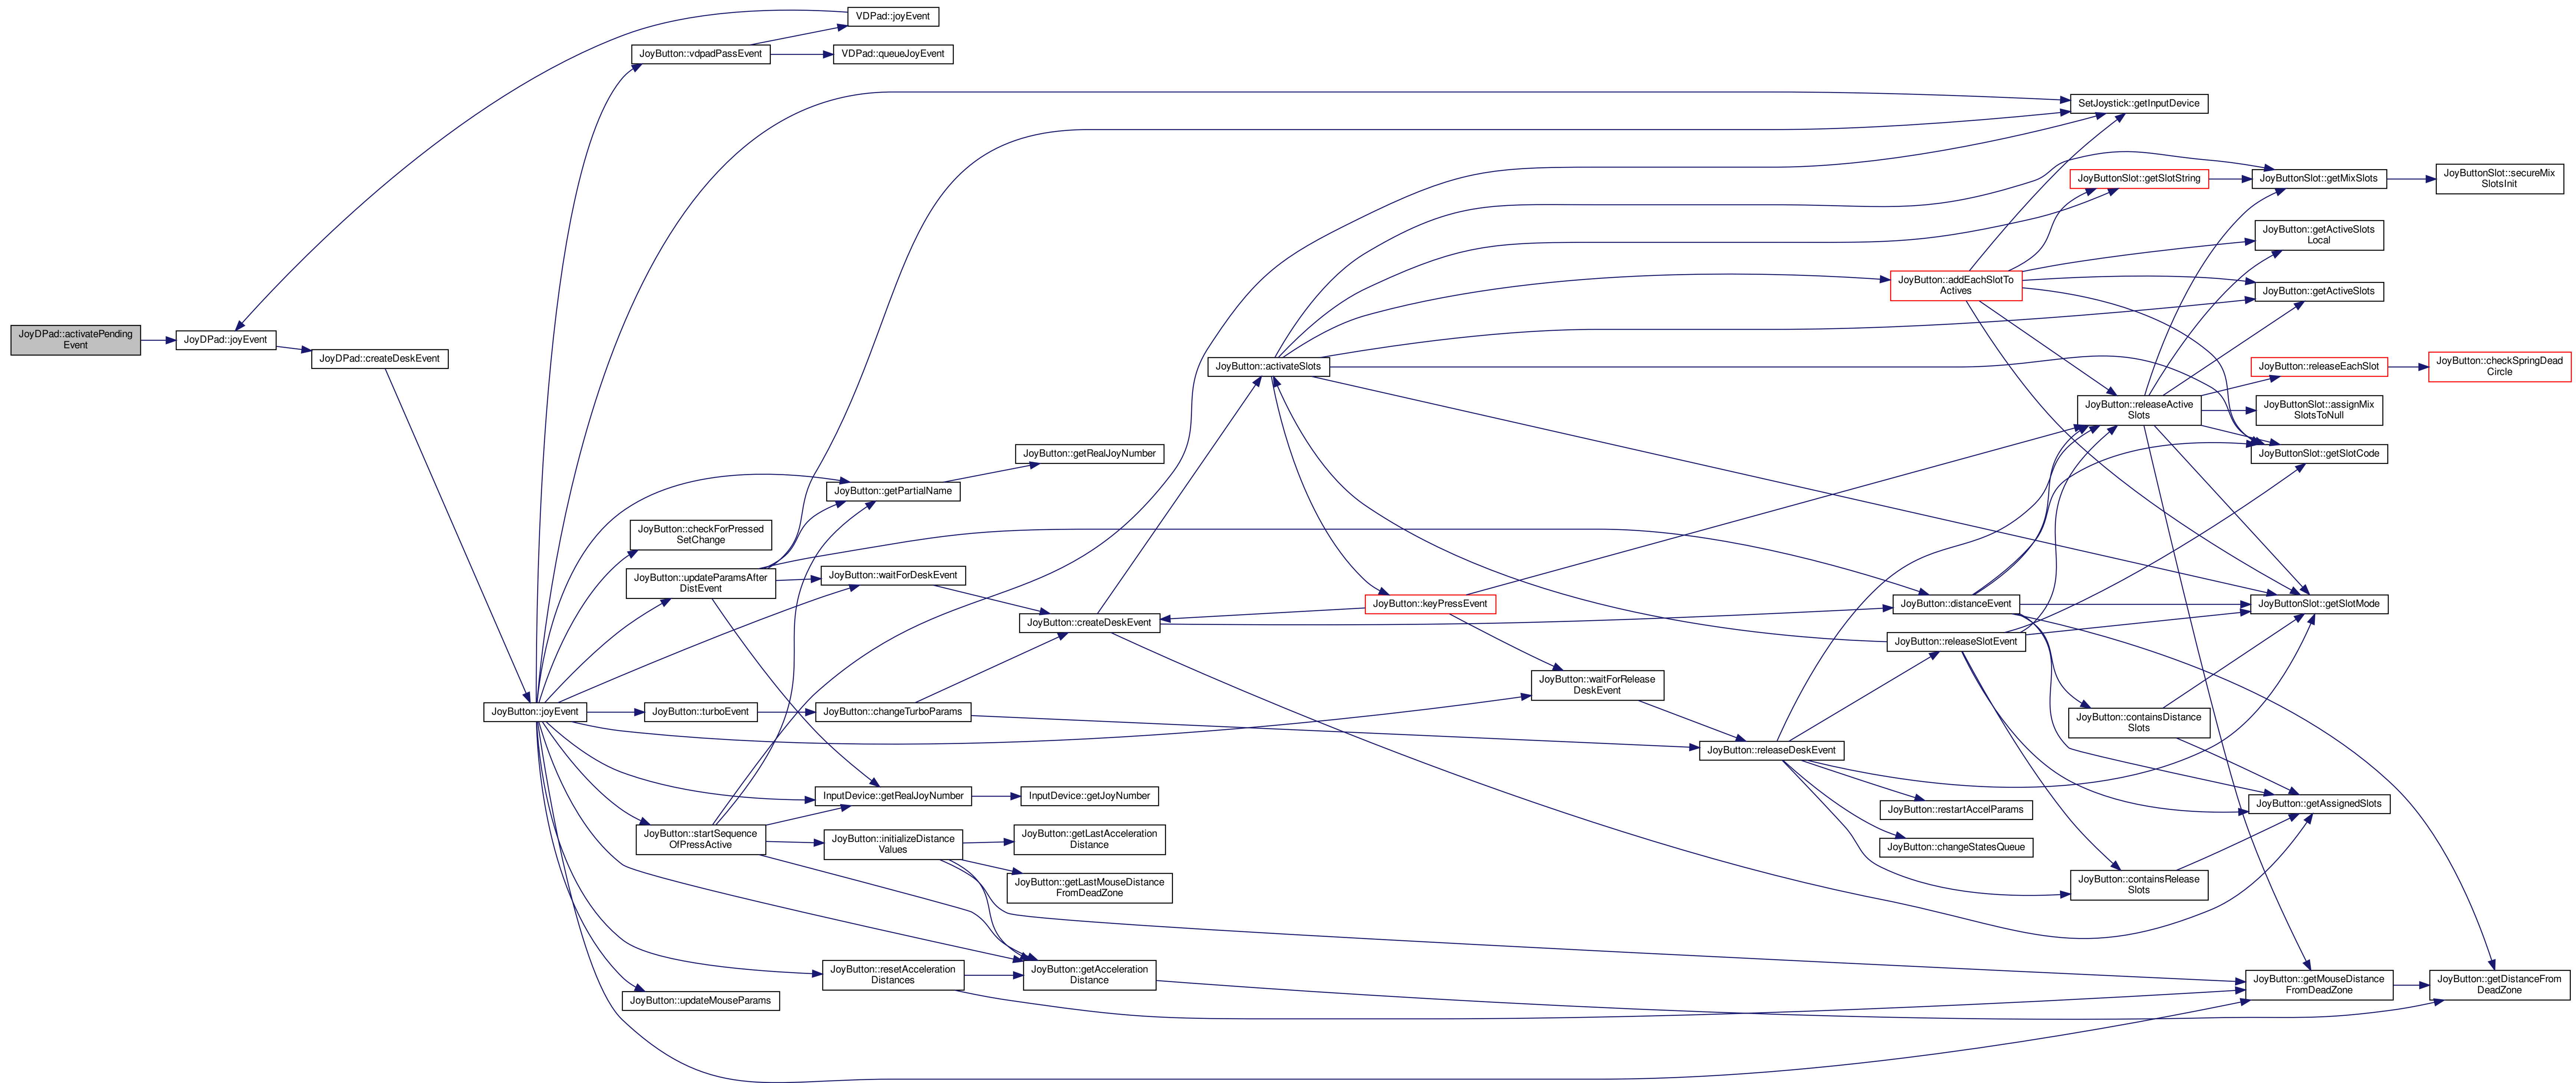 JoyDPad::activatePending
Event
JoyDPad::joyEvent
JoyDPad::createDeskEvent
JoyButton::joyEvent
VDPad::joyEvent
JoyButton::vdpadPassEvent
VDPad::queueJoyEvent
JoyButton::getRealJoyNumber
JoyButton::getPartialName
JoyButton::checkForPressed
SetChange
JoyButton::updateParamsAfter
DistEvent
JoyButton::waitForDeskEvent
JoyButton::createDeskEvent
JoyButton::turboEvent
JoyButton::changeTurboParams
InputDevice::getRealJoyNumber
InputDevice::getJoyNumber
JoyButton::startSequence
OfPressActive
JoyButton::initializeDistance
Values
JoyButton::getLastAcceleration
Distance
JoyButton::getLastMouseDistance
FromDeadZone
JoyButton::resetAcceleration
Distances
JoyButton::getAcceleration
Distance
JoyButton::updateMouseParams
JoyButton::activateSlots
JoyButton::keyPressEvent
JoyButton::waitForRelease
DeskEvent
JoyButton::releaseDeskEvent
JoyButton::addEachSlotTo
Actives
JoyButton::distanceEvent
JoyButton::releaseSlotEvent
JoyButton::restartAccelParams
JoyButton::changeStatesQueue
SetJoystick::getInputDevice
JoyButtonSlot::getSlotString
JoyButtonSlot::getMixSlots
JoyButtonSlot::secureMix
SlotsInit
JoyButton::getActiveSlots
Local
JoyButton::getActiveSlots
JoyButton::releaseEachSlot
JoyButton::checkSpringDead
Circle
JoyButton::releaseActive
Slots
JoyButtonSlot::assignMix
SlotsToNull
JoyButtonSlot::getSlotCode
JoyButtonSlot::getSlotMode
JoyButton::containsDistance
Slots
JoyButton::getAssignedSlots
JoyButton::containsRelease
Slots
JoyButton::getMouseDistance
FromDeadZone
JoyButton::getDistanceFrom
DeadZone